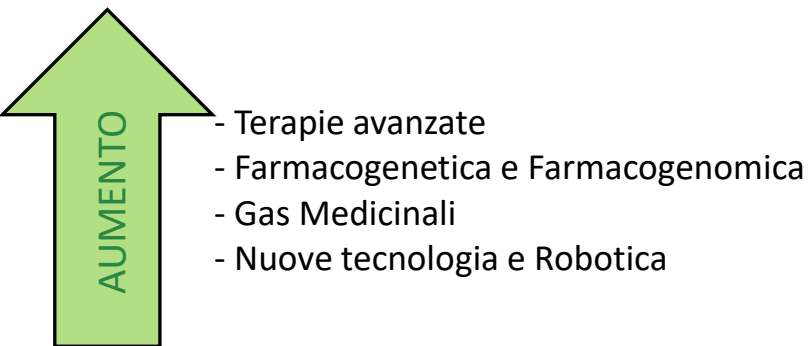 AUMENTO
- Terapie avanzate
- Farmacogenetica e Farmacogenomica
- Gas Medicinali
- Nuove tecnologia e Robotica